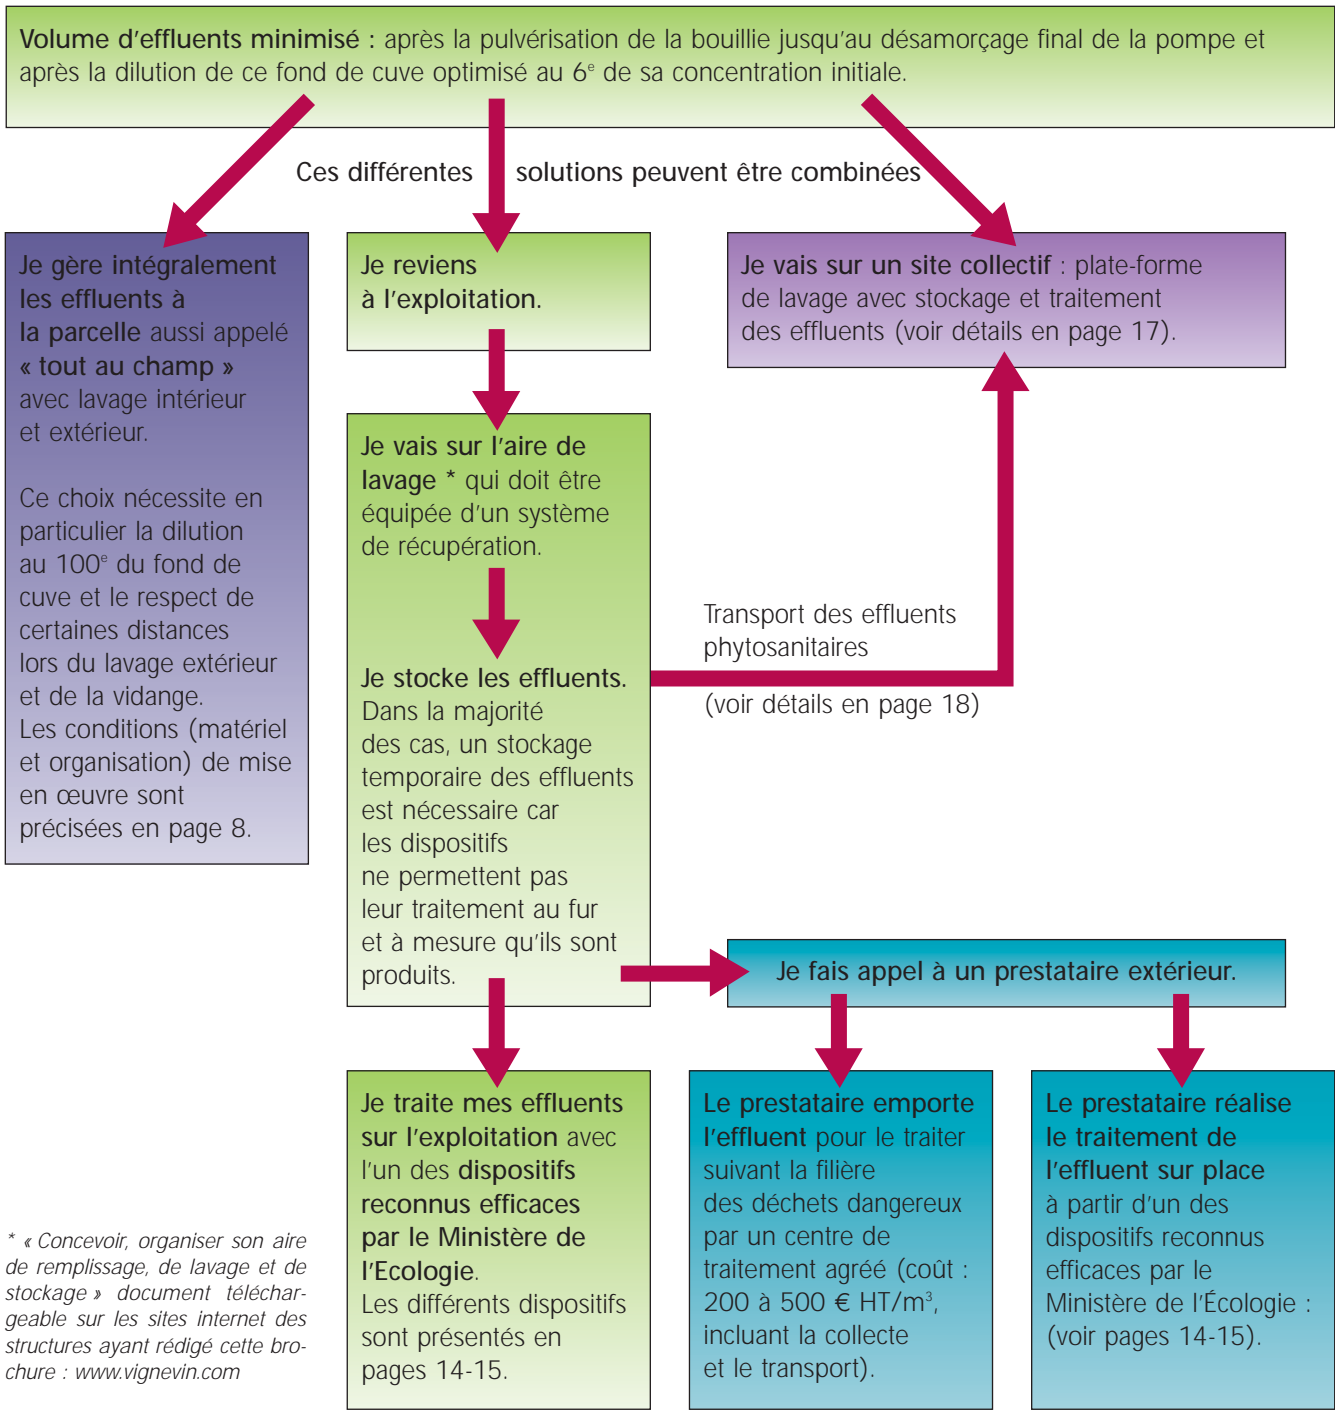 Volume d'effluents minimisé : après la pulvérisation de la bouillie jusqu'au désamorçage final de la pompe et
après la dilution de ce fond de cuve optimisé au 6e de sa concentration initiale.
Ces différentes solutions peuvent être combinées
Je gère intégralement
les effluents à
la parcelle aussi appelé
« tout au champ »
avec lavage intérieur
et extérieur.
Ce choix nécessite en
particulier la dilution
au 100e du fond de
cuve et le respect de
certaines distances
lors du lavage extérieur
et de la vidange.
Les conditions (matériel
et organisation) de mise
en œuvre sont
précisées en page 8.
Je reviens
à l'exploitation.
Je vais sur l'aire de
lavage * qui doit être
équipée d'un système
de récupération.
Je stocke les effluents.
Dans la majorité
des cas, un stockage
temporaire des effluents
est nécessaire car
les dispositifs
ne permettent pas
leur traitement au fur
et à mesure qu'ils sont
produits.
Je vais sur un site collectif : plate-forme
de lavage avec stockage et traitement
des effluents (voir détails en page 17).
Transport des effluents
phytosanitaires
(voir détails en page 18)
Je fais appel à un prestataire extérieur.
Je traite mes effluents
sur l'exploitation avec
l'un des dispositifs
reconnus efficaces
par le Ministère de
l'Ecologie.
Les différents dispositifs
sont présentés en
pages 14-15.
Le prestataire emporte
l'effluent pour le traiter
suivant la filière
des déchets dangereux
par un centre de
traitement agréé (coût :
200 à 500 € HT/m³,
incluant la collecte
et le transport).
Le prestataire réalise
le traitement de
l'effluent sur place
à partir d'un des
dispositifs reconnus
efficaces par le
Ministère de l'Écologie :
(voir pages 14-15).
* « Concevoir, organiser son aire
de remplissage, de lavage et de
stockage » document téléchar-
geable sur les sites internet des
structures ayant rédigé cette bro-
chure : www.vignevin.com